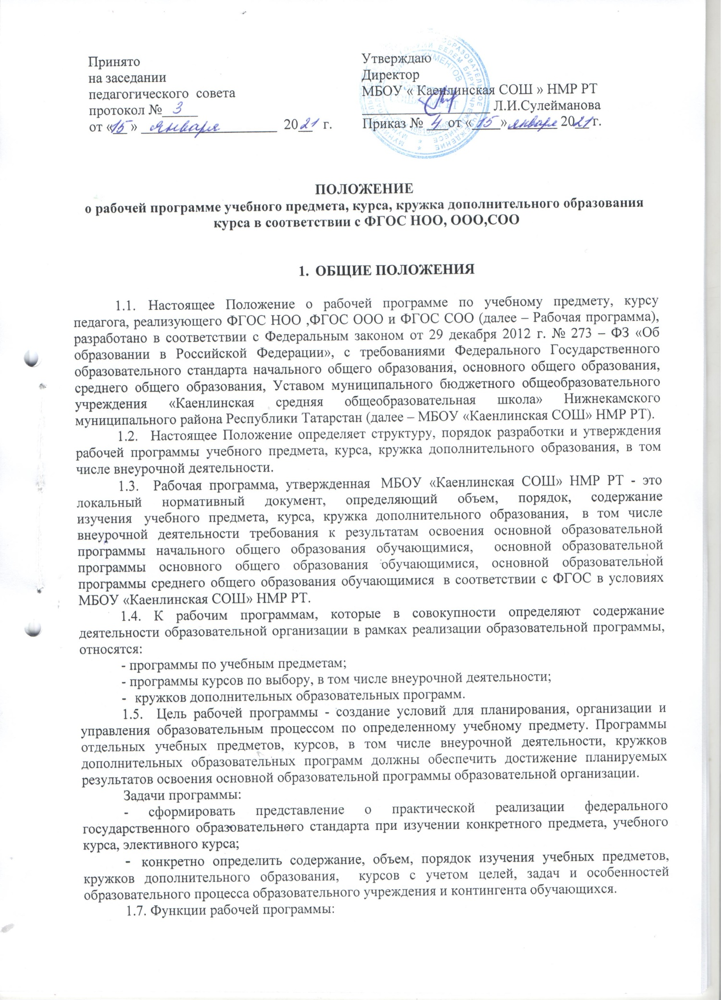 Принято
на заседании
педагогического совета
протокол № 3
от «15» января 2021 г.
Утверждаю
Директор
МБОУ « Каенлинская СОШ » НМР РТ
Л.И.Сулейманова
Приказ № 4 от «15» января 2021 г.
ПОЛОЖЕНИЕ
о рабочей программе учебного предмета, курса, кружка дополнительного образования
курса в соответствии с ФГОС НОО, ООО,СОО
1. ОБЩИЕ ПОЛОЖЕНИЯ
1.1. Настоящее Положение о рабочей программе по учебному предмету, курсу
педагога, реализующего ФГОС НОО ,ФГОС ООО и ФГОС СОО (далее – Рабочая программа),
разработано в соответствии с Федеральным законом от 29 декабря 2012 г. № 273 – ФЗ «Об
образовании в Российской Федерации», с требованиями Федерального Государственного
образовательного стандарта начального общего образования, основного общего образования,
среднего общего образования, Уставом муниципального бюджетного общеобразовательного
учреждения «Каенлинская средняя общеобразовательная школа» Нижнекамского
муниципального района Республики Татарстан (далее – МБОУ «Каенлинская СОШ» НМР РТ).
1.2. Настоящее Положение определяет структуру, порядок разработки и утверждения
рабочей программы учебного предмета, курса, кружка дополнительного образования, в том
числе внеурочной деятельности.
1.3. Рабочая программа, утвержденная МБОУ «Каенлинская СОШ» НМР РТ - это
локальный нормативный документ, определяющий объем, порядок, содержание
изучения учебного предмета, курса, кружка дополнительного образования, в том числе
внеурочной деятельности требования к результатам освоения основной образовательной
программы начального общего образования обучающимися, основной образовательной
программы основного общего образования обучающимися, основной образовательной
программы среднего общего образования обучающимися в соответствии с ФГОС в условиях
МБОУ «Каенлинская СОШ» НМР РТ.
1.4. К рабочим программам, которые в совокупности определяют содержание
деятельности образовательной организации в рамках реализации образовательной программы,
относятся:
- программы по учебным предметам;
- программы курсов по выбору, в том числе внеурочной деятельности;
- кружков дополнительных образовательных программ.
1.5. Цель рабочей программы - создание условий для планирования, организации и
управления образовательным процессом по определенному учебному предмету. Программы
отдельных учебных предметов, курсов, в том числе внеурочной деятельности, кружков
дополнительных образовательных программ должны обеспечить достижение планируемых
результатов освоения основной образовательной программы образовательной организации.
Задачи программы:
- сформировать представление о практической реализации федерального
государственного образовательного стандарта при изучении конкретного предмета, учебного
курса, элективного курса;
- конкретно определить содержание, объем, порядок изучения учебных предметов,
кружков дополнительного образования, курсов с учетом целей, задач и особенностей
образовательного процесса образовательного учреждения и контингента обучающихся.
1.7. Функции рабочей программы: